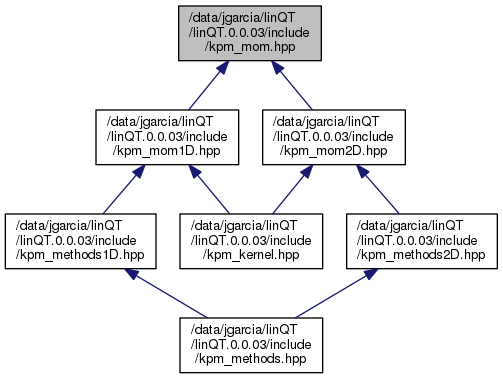 /data/jgarcia/linQT
/linQT.0.0.03/include
/kpm_mom.hpp
/data/jgarcia/linQT
/linQT.0.0.03/include
/kpm_mom1D.hpp
/data/jgarcia/linQT
/linQT.0.0.03/include
/kpm_mom2D.hpp
/data/jgarcia/linQT
/linQT.0.0.03/include
/kpm_methods1D.hpp
/data/jgarcia/linQT
/linQT.0.0.03/include
/kpm_kernel.hpp
/data/jgarcia/linQT
/linQT.0.0.03/include
/kpm_methods2D.hpp
/data/jgarcia/linQT
/linQT.0.0.03/include
/kpm_methods.hpp